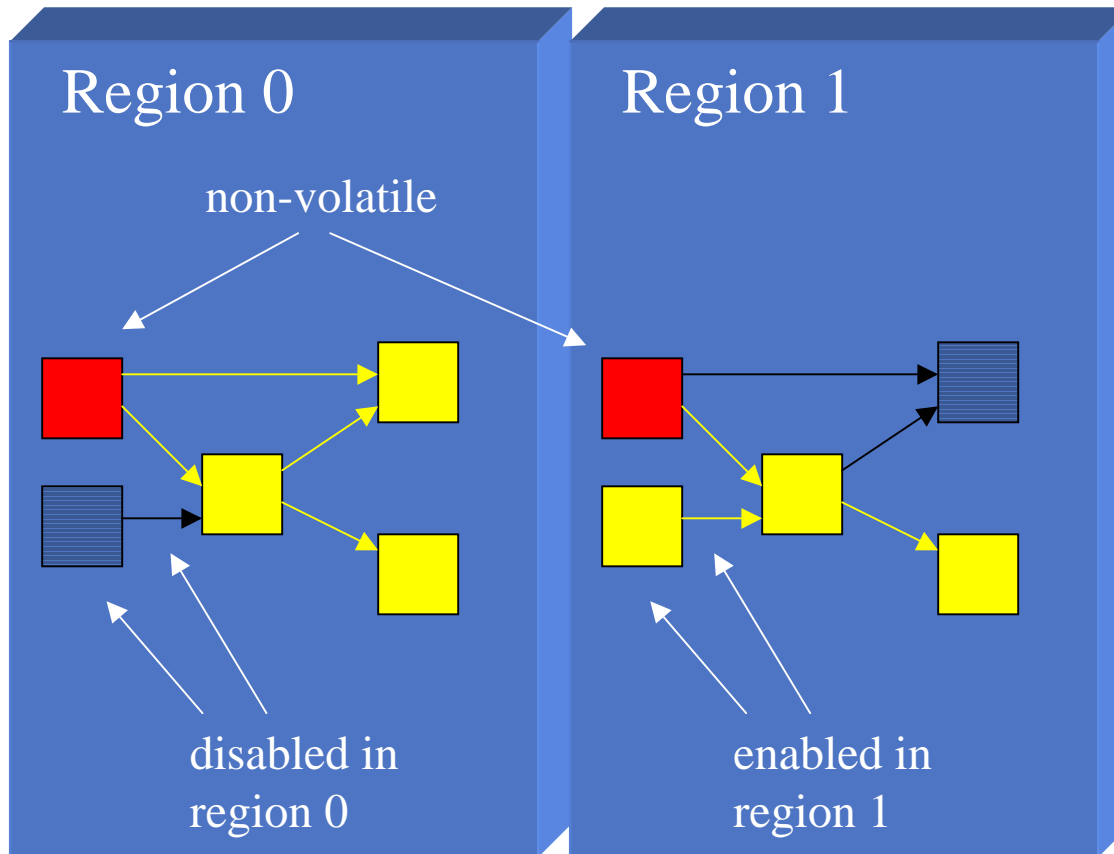 Region 0
Region 1
non-volatile
disabled in
region 0
enabled in
region 1